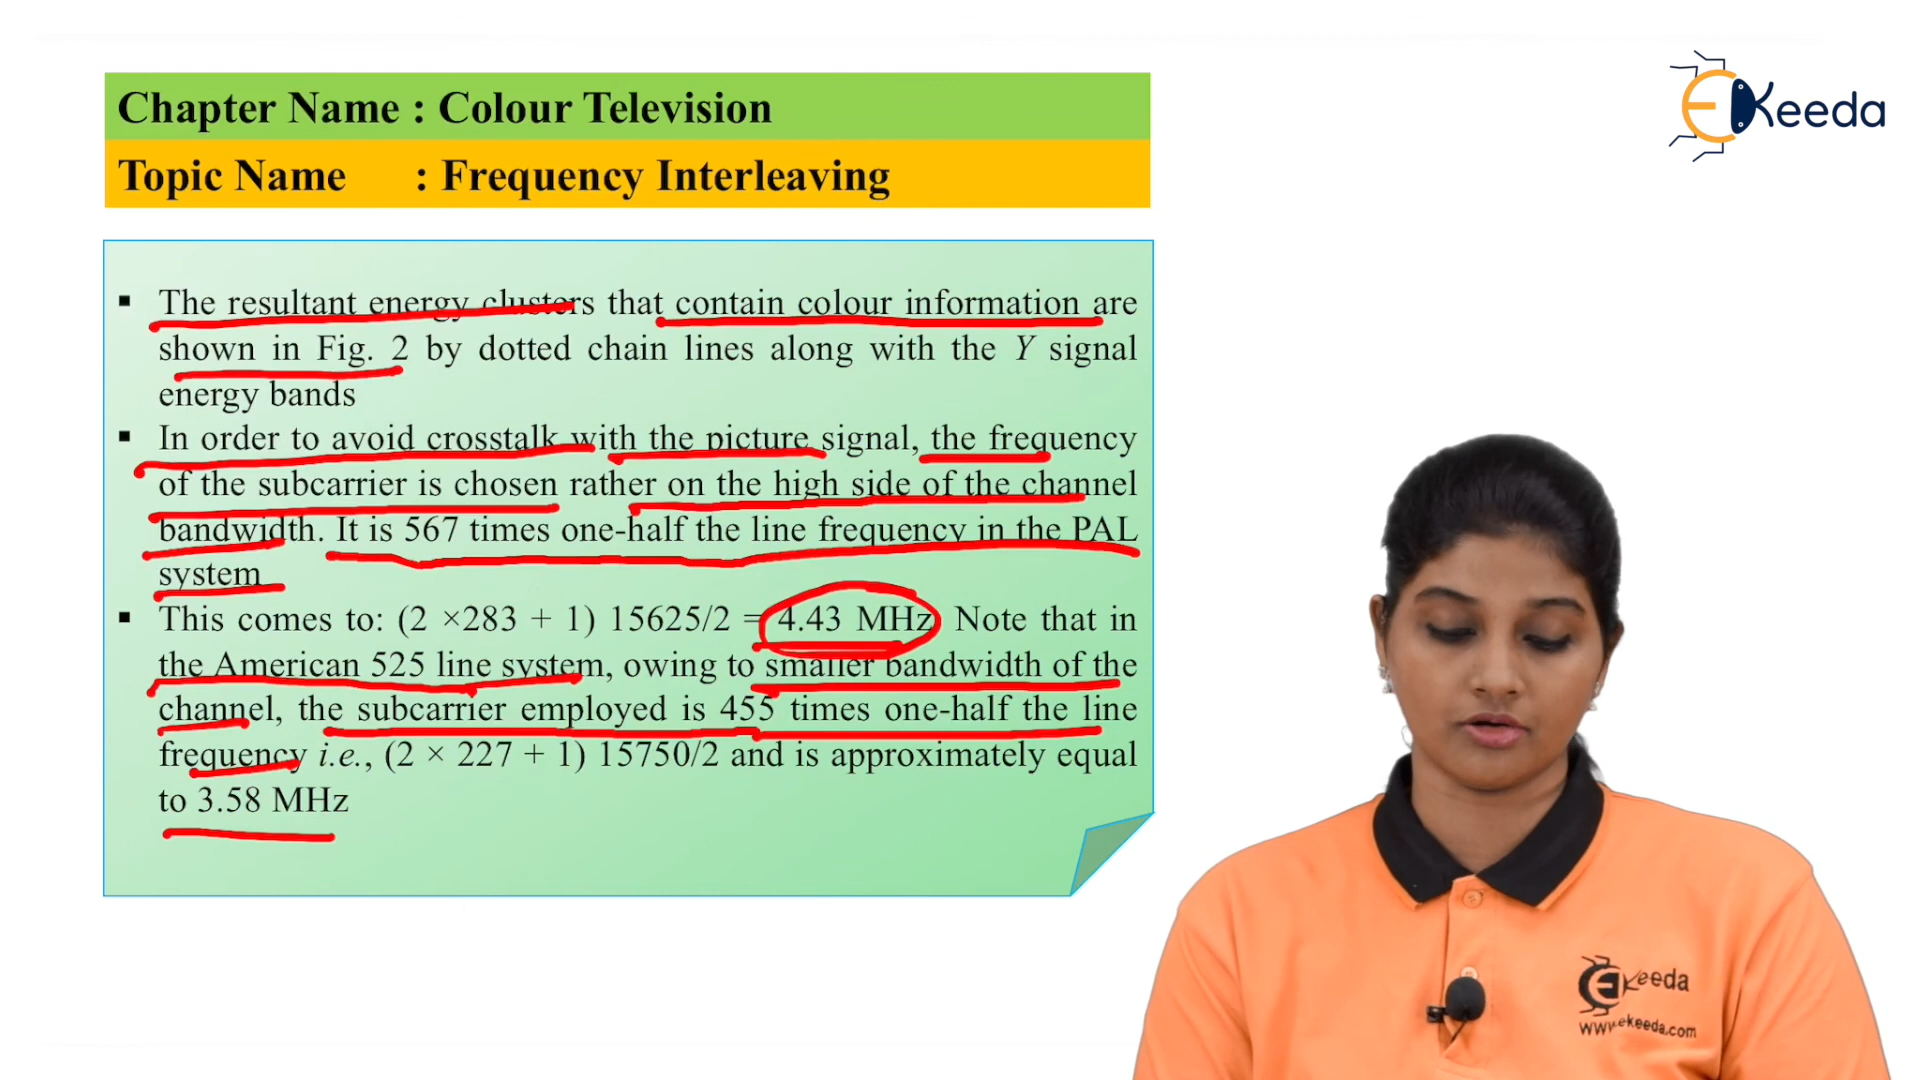 Chapter Name : Colour Television
Topic Name : Frequency Interleaving
Keeda
▪ The resultant energy clusters that contain colour information are
shown in Fig. 2 by dotted chain lines along with the Y signal
energy bands
▪ In order to avoid crosstalk with the picture signal, the frequency
of the subcarrier is chosen rather on the high side of the channel
bandwidth. It is 567 times one-half the line frequency in the PAL
system
▪ This comes to: (2 ×283 + 1) 15625/2 = 4.43 MHz Note that in
the American 525 line system, owing to smaller bandwidth of the
channel, the subcarrier employed is 455 times one-half the line
frequency i.e., (2 × 227 + 1) 15750/2 and is approximately equal
to 3.58 MHz
Keeda
www.ekeeda.com